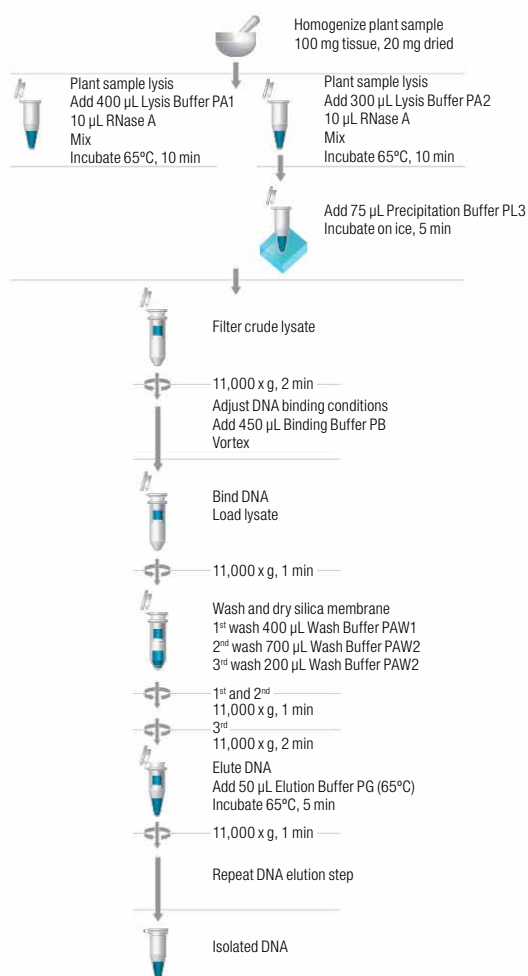 Homogenize plant sample
100 mg tissue, 20 mg dried
Plant sample lysis
Add 400 µL Lysis Buffer PA1
10 µL RNase A
Mix
Incubate 65ºC, 10 min
Plant sample lysis
Add 300 µL Lysis Buffer PA2
10 µL RNase A
Mix
Incubate 65ºC, 10 min
Add 75 µL Precipitation Buffer PL3
Incubate on ice, 5 min
Filter crude lysate
11,000 x g, 2 min
Adjust DNA binding conditions
Add 450 µL Binding Buffer PB
Vortex
Bind DNA
Load lysate
11,000 x g, 1 min
Wash and dry silica membrane
1st wash 400 µL Wash Buffer PAW1
2nd wash 700 µL Wash Buffer PAW2
3rd wash 200 µL Wash Buffer PAW2
1st and 2nd
11,000 x g, 1 min
3rd
11,000 x g, 2 min
Elute DNA
Add 50 µL Elution Buffer PG (65ºC)
Incubate 65ºC, 5 min
11,000 x g, 1 min
Repeat DNA elution step
Isolated DNA